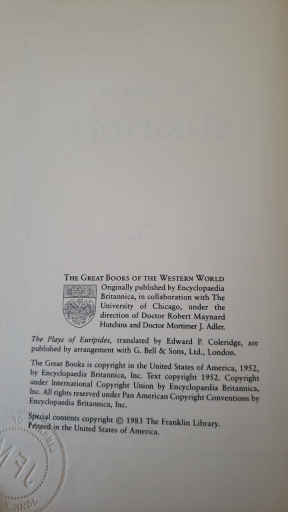 THE GREAT BOOKS OF THE WESTERN WORLD
Originally published by Encyclopaedia
Britannica, in collaboration with The
University of Chicago, under the
direction of Doctor Robert Maynard
Hutchins and Doctor Mortimer J. Adler.
The Plays of Euripides, translated by Edward P. Coleridge, are
published by arrangement with G. Bell & Sons, Ltd., London.
The Great Books is copyright in the United States of America, 1952,
by Encyclopaedia Britannica, Inc. Text copyright 1952. Copyright
under International Copyright Union by Encyclopaedia Britannica,
Inc. All rights reserved under Pan American Copyright Conventions by
Encyclopaedia Britannica, Inc.
Special contents copyright © 1983 The Franklin Library.
Printed in the United States of America.